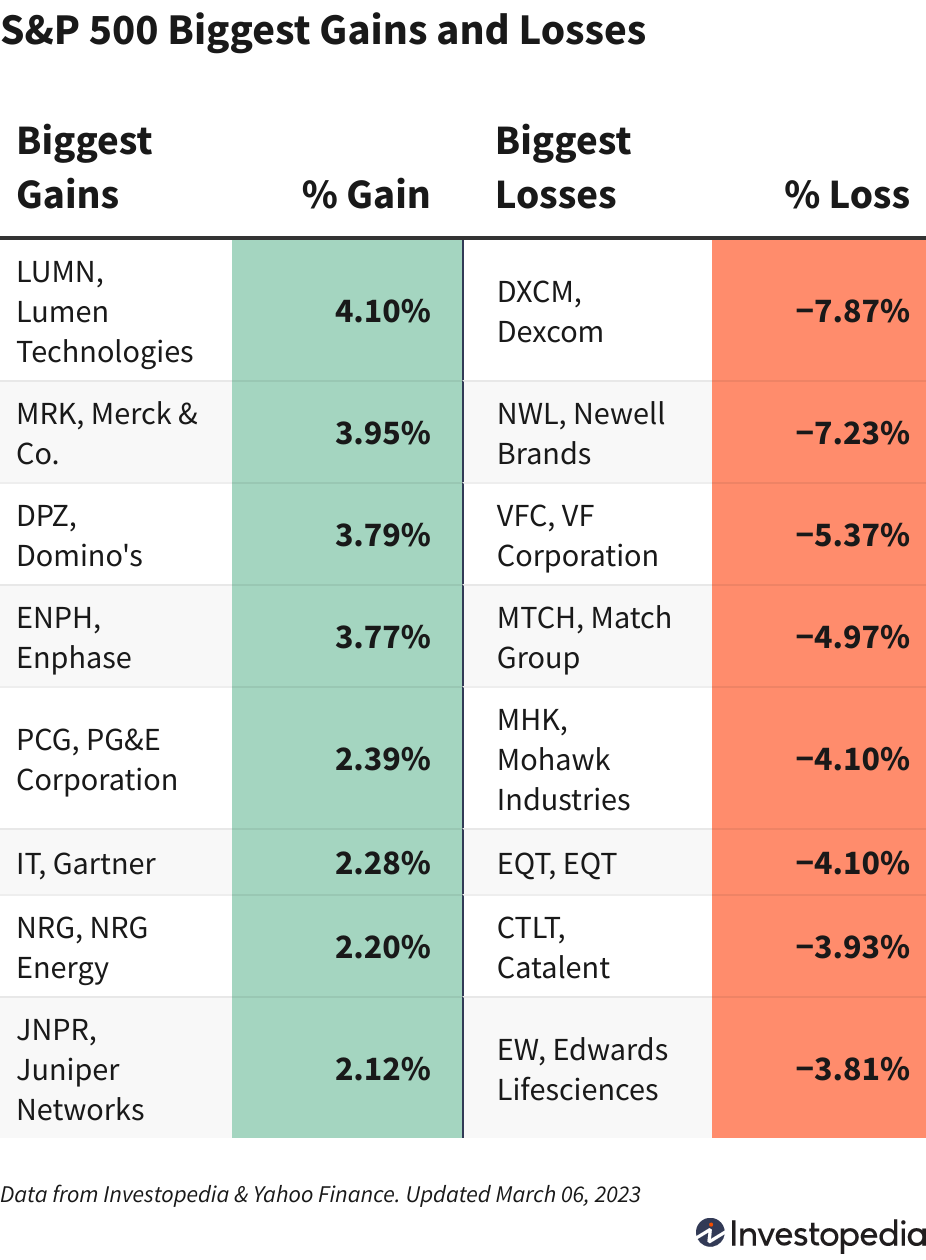 S&P 500 Biggest Gains and Losses
Biggest
Gains
% Gain
Biggest
Losses
% Loss
LUMN,
Lumen
Technologies
4.10%
DXCM,
Dexcom
−7.87%
MRK, Merck &
Co.
3.95%
NWL, Newell
Brands
−7.23%
DPZ,
Domino's
3.79%
VFC, VF
Corporation
−5.37%
ENPH,
Enphase
3.77%
MTCH, Match
Group
−4.97%
PCG, PG&E
Corporation
2.39%
MHK,
Mohawk
Industries
−4.10%
IT, Gartner
2.28%
EQT, EQT
−4.10%
NRG, NRG
Energy
2.20%
CTLT,
Catalent
−3.93%
JNPR,
Juniper
Networks
2.12%
EW, Edwards
Lifesciences
−3.81%
Data from Investopedia & Yahoo Finance. Updated March 06, 2023
Investopedia